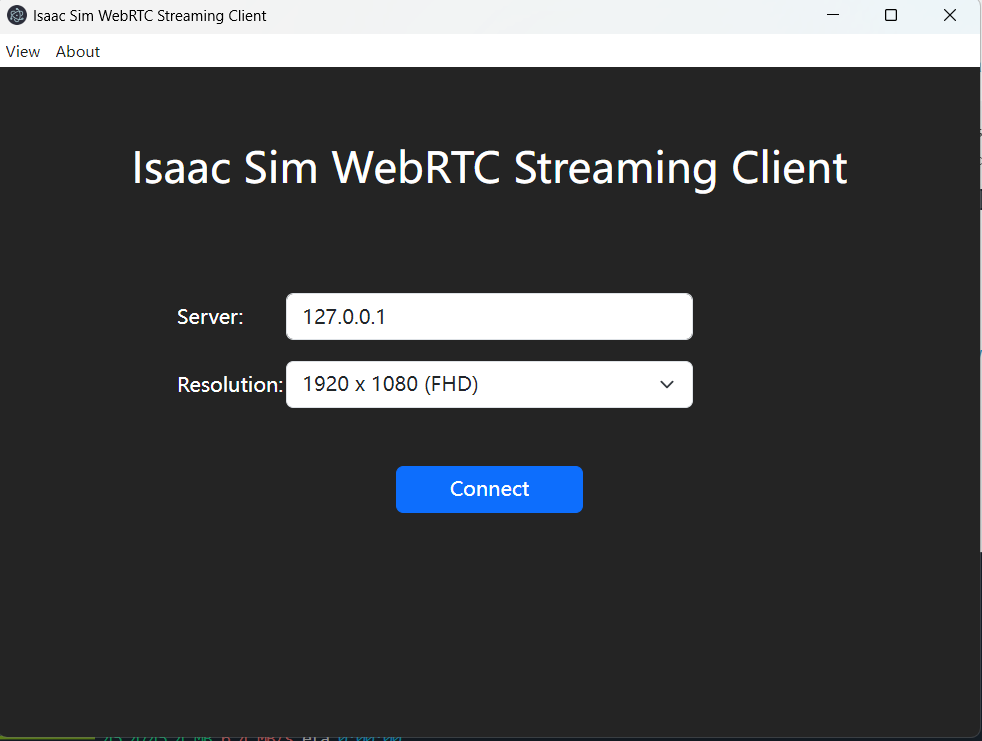 Isaac Sim WebRTC Streaming Client
View About
Isaac Sim WebRTC Streaming Client
Server: 127.0.0.1
Resolution: 1920 x 1080 (FHD)
Connect